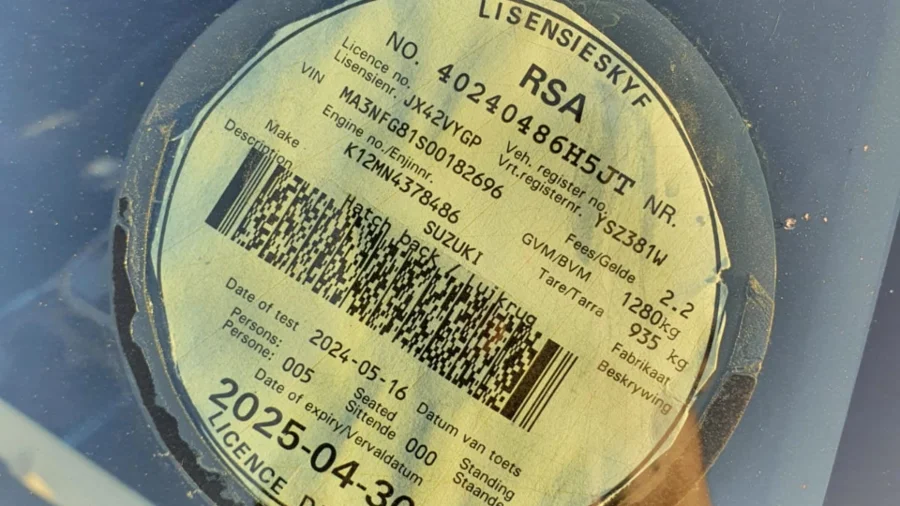 LISENSIESKYF
RSA
NO. 40240486H5JT NR.
Licence no. Veh. register no.
Lisensienr. JX42VYGP Vrt.registernr. YSZ381W
VIN MA3NFG81S00182696
Engine no./Enjinnr. K12MN4378486
Fees/Gelde 2.2
GVM/BVM 1280kg
Tare/Tarra 935 kg
Make SUZUKI Fabrikaat
Description Hatch back / Luikrug Beskrywing
Date of test 2024-05-16 Datum van toets
Persons: Seated Standing
Persone: 005 Sittende 000 Staande
Date of expiry/Vervaldatum
2025-04-30
LICENCE